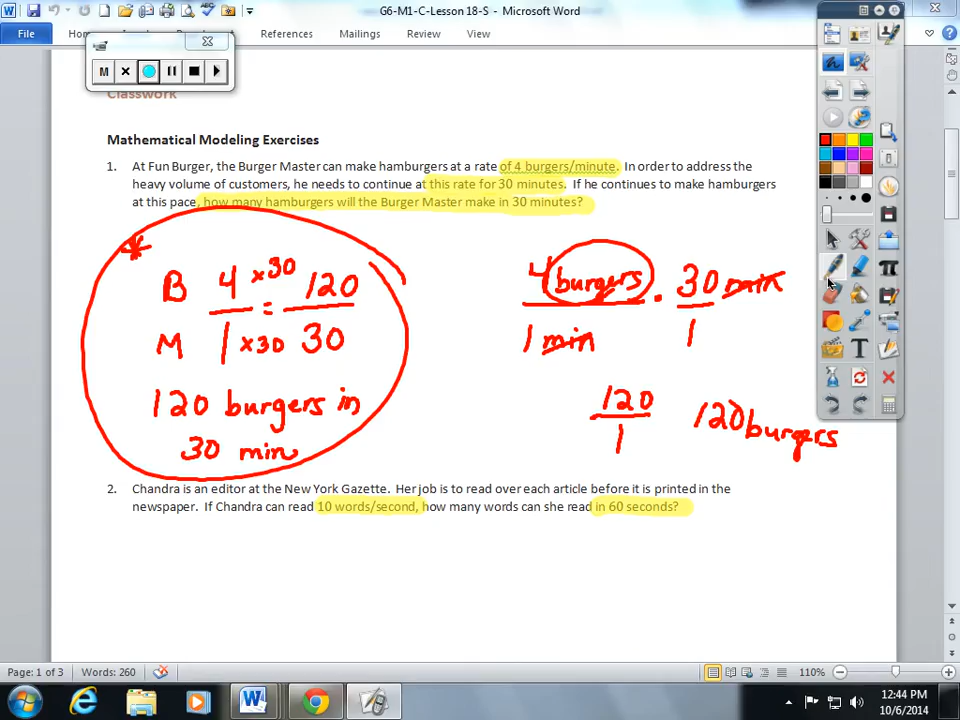 G6-M1-C-Lesson 18-S - Microsoft Word
File
References
Mailings
Review
View
M
Classwork
Mathematical Modeling Exercises
1. At Fun Burger, the Burger Master can make hamburgers at a rate of 4 burgers/minute. In order to address the
heavy volume of customers, he needs to continue at this rate for 30 minutes. If he continues to make hamburgers
at this pace, how many hamburgers will the Burger Master make in 30 minutes?
B 4 x30 = 120
M 1 x30 30
120 burgers in
30 min
4 burgers . 30 min
1 min 1
120
1
120 burgers
2. Chandra is an editor at the New York Gazette. Her job is to read over each article before it is printed in the
newspaper. If Chandra can read 10 words/second, how many words can she read in 60 seconds?
Page: 1 of 3
Words: 260
110%
12:44 PM
10/6/2014